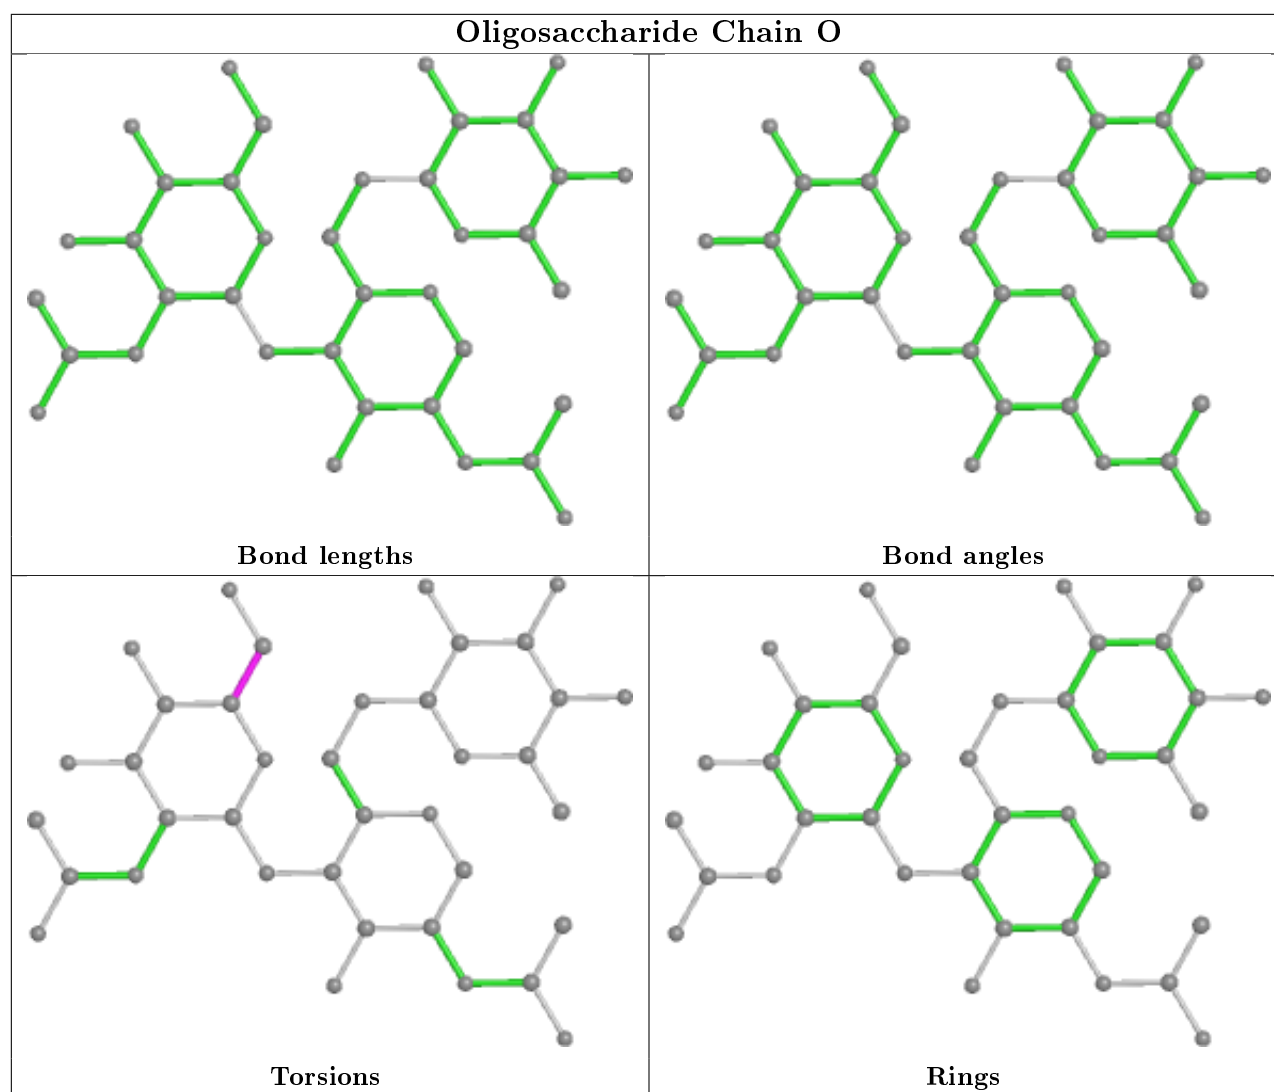 Oligosaccharide Chain O
Bond lengths
Bond angles
Torsions
Rings